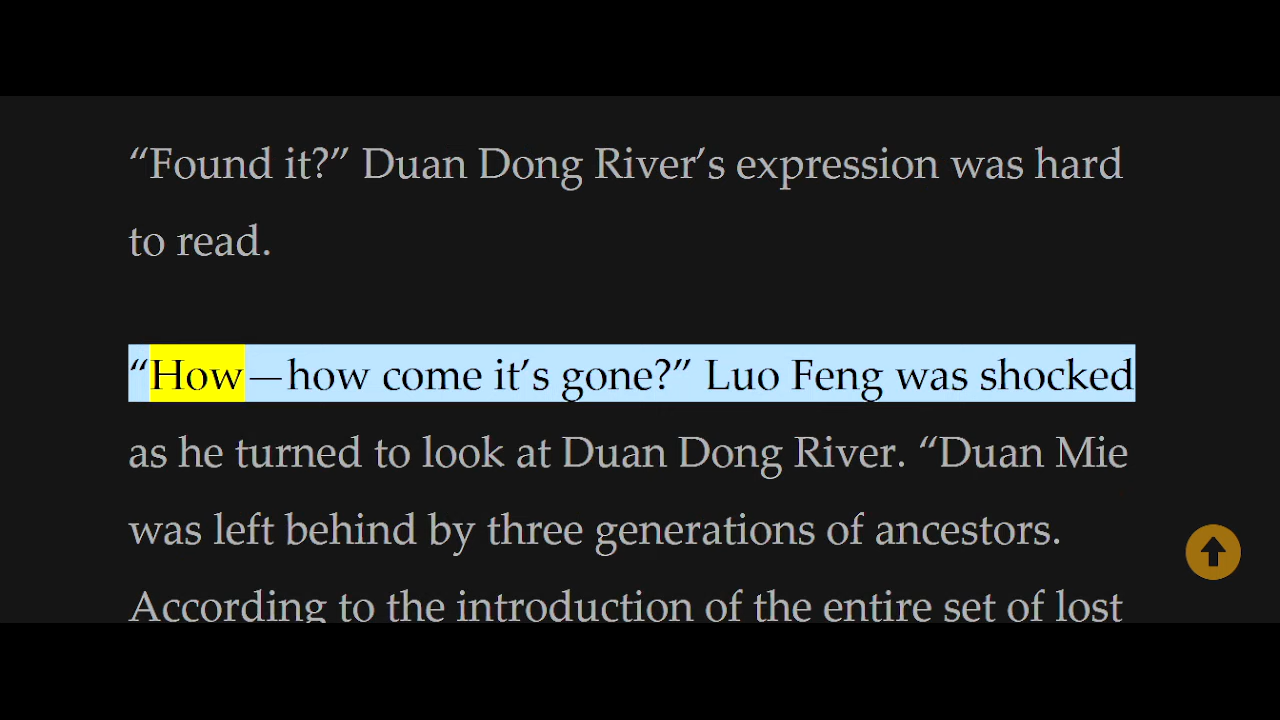 “Found it?” Duan Dong River’s expression was hard
to read.
“How—how come it’s gone?” Luo Feng was shocked
as he turned to look at Duan Dong River. “Duan Mie
was left behind by three generations of ancestors.
According to the introduction of the entire set of lost